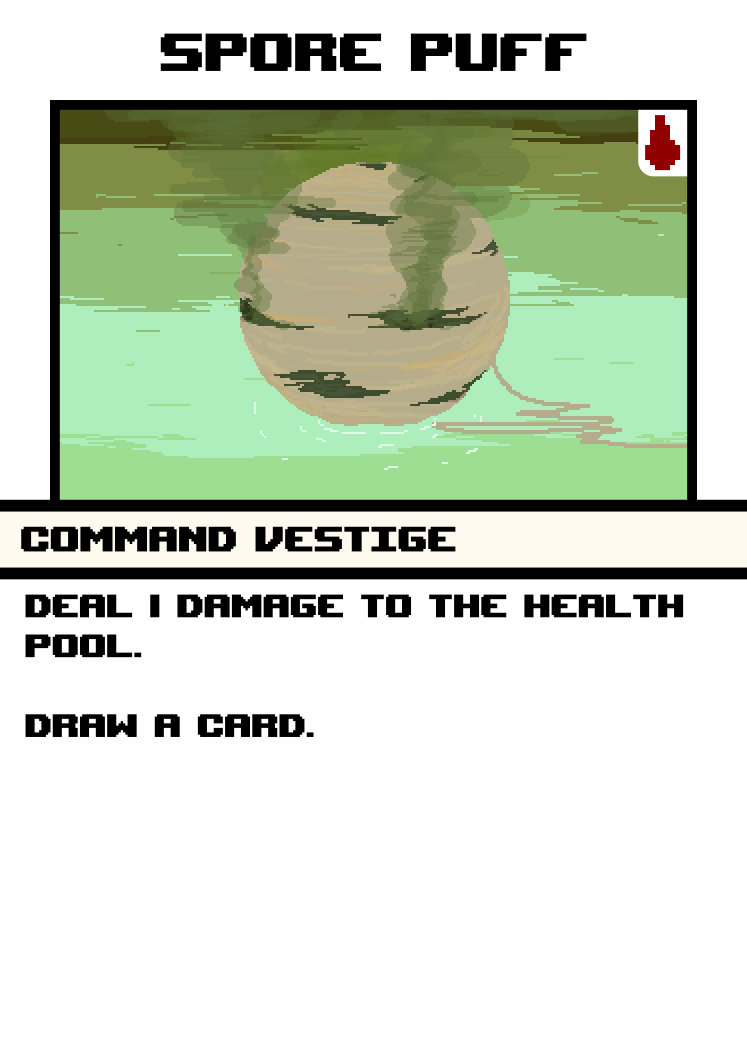 SPORE PUFF
COMMAND VESTIGE
DEAL 1 DAMAGE TO THE HEALTH
POOL.
DRAW A CARD.